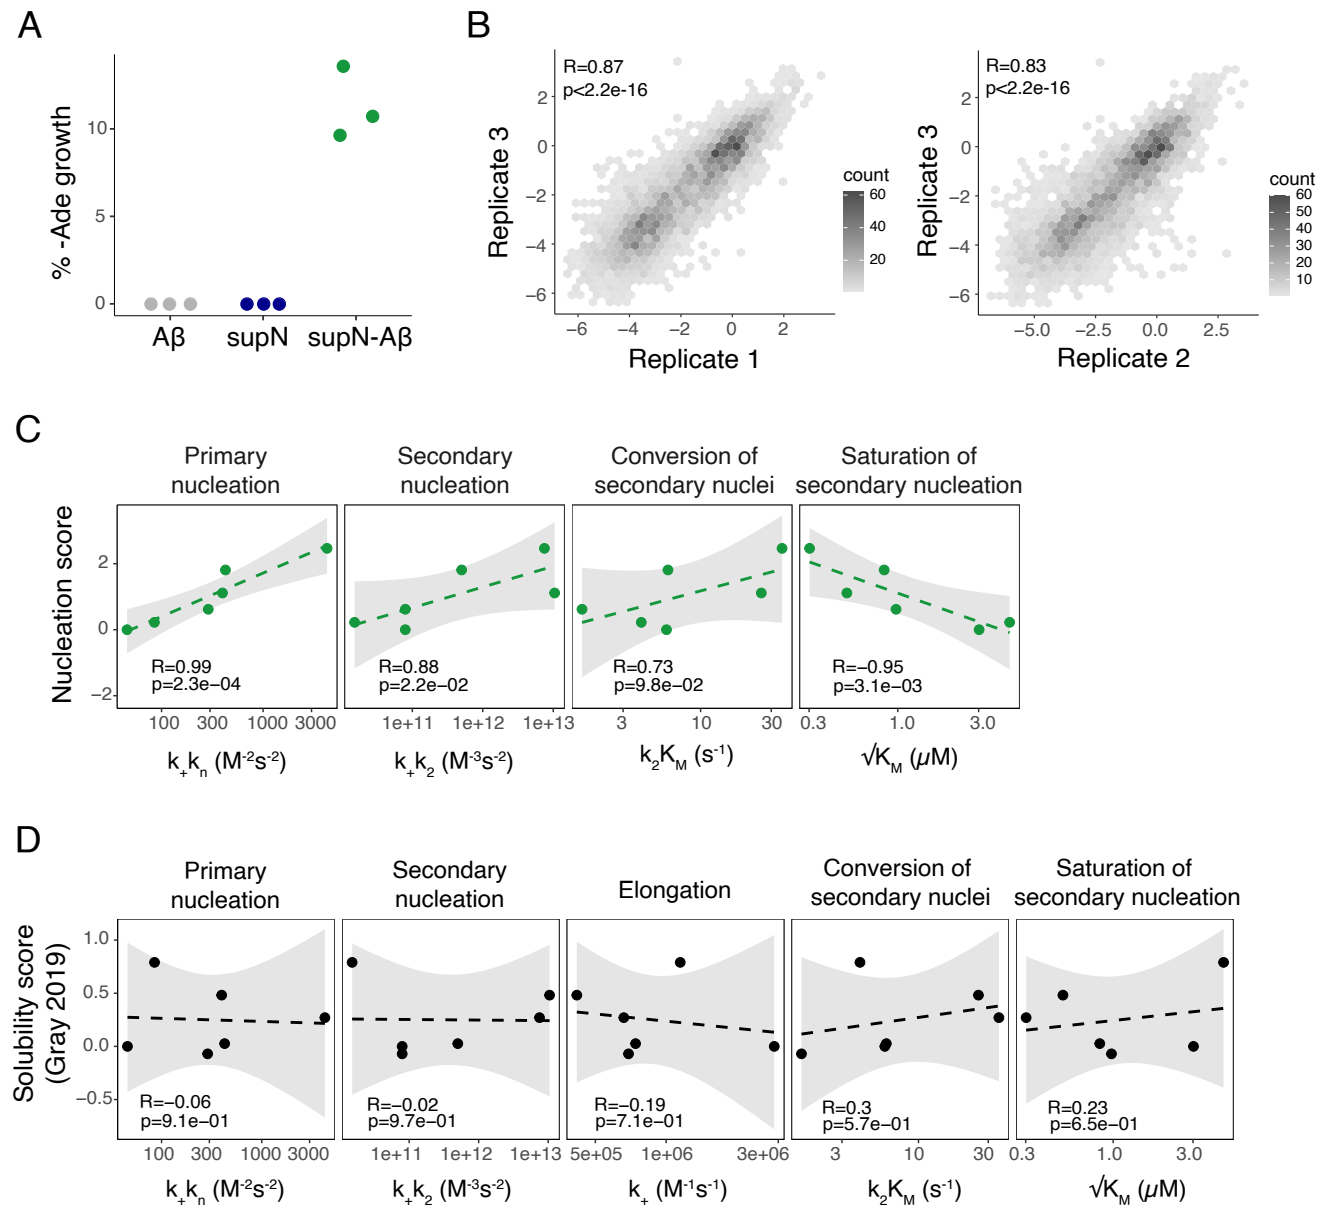 A
% -Ade growth
10
5
0
Aβ
supN
supN-Aβ
B
R=0.87
p<2.2e-16
Replicate 3
2
0
−2
−4
−6
−6
−4
−2
0
2
Replicate 1
count
60
40
20
R=0.83
p<2.2e-16
Replicate 3
2
0
−2
−4
−6
−5.0
−2.5
0.0
2.5
Replicate 2
count
60
50
40
30
20
10
C
Nucleation score
2
0
−2
Primary
nucleation
R=0.99
p=2.3e−04
100 300 1000 3000
k₊kₙ (M⁻²s⁻²)
Secondary
nucleation
R=0.88
p=2.2e−02
1e+11 1e+12 1e+13
k₊k₂ (M⁻³s⁻²)
Conversion of
secondary nuclei
R=0.73
p=9.8e−02
3 10 30
k₂K_M (s⁻¹)
Saturation of
secondary nucleation
R=−0.95
p=3.1e−03
0.3 1.0 3.0
√K_M (µM)
D
Solubility score
(Gray 2019)
1.0
0.5
0.0
−0.5
Primary
nucleation
R=−0.06
p=9.1e−01
100 300 1000 3000
k₊kₙ (M⁻²s⁻²)
Secondary
nucleation
R=−0.02
p=9.7e−01
1e+11 1e+12 1e+13
k₊k₂ (M⁻³s⁻²)
Elongation
R=−0.19
p=7.1e−01
5e+05 1e+06 3e+06
k₊ (M⁻¹s⁻¹)
Conversion of
secondary nuclei
R=0.3
p=5.7e−01
3 10 30
k₂K_M (s⁻¹)
Saturation of
secondary nucleation
R=0.23
p=6.5e−01
0.3 1.0 3.0
√K_M (µM)